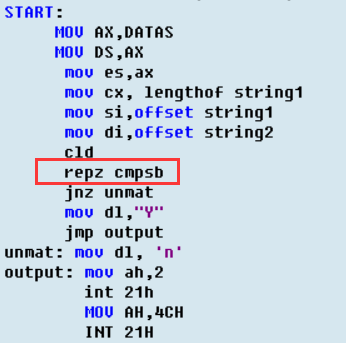 START:
MOV AX,DATAS
MOV DS,AX
mov es,ax
mov cx, lengthof string1
mov si,offset string1
mov di,offset string2
cld
repz cmpsb
jnz unmat
mov dl,"Y"
jmp output
unmat: mov dl, 'n'
output: mov ah,2
int 21h
MOV AH,4CH
INT 21H